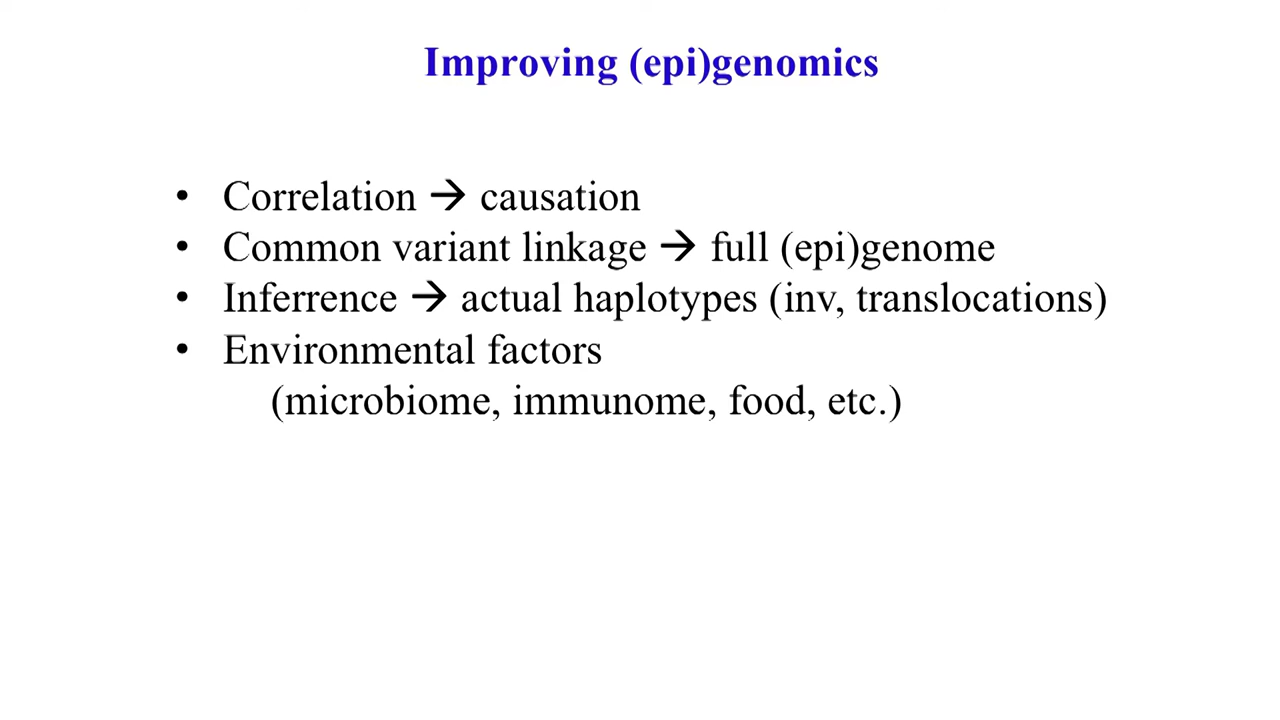 Improving (epi)genomics
• Correlation → causation
• Common variant linkage → full (epi)genome
• Inferrence → actual haplotypes (inv, translocations)
• Environmental factors
(microbiome, immunome, food, etc.)